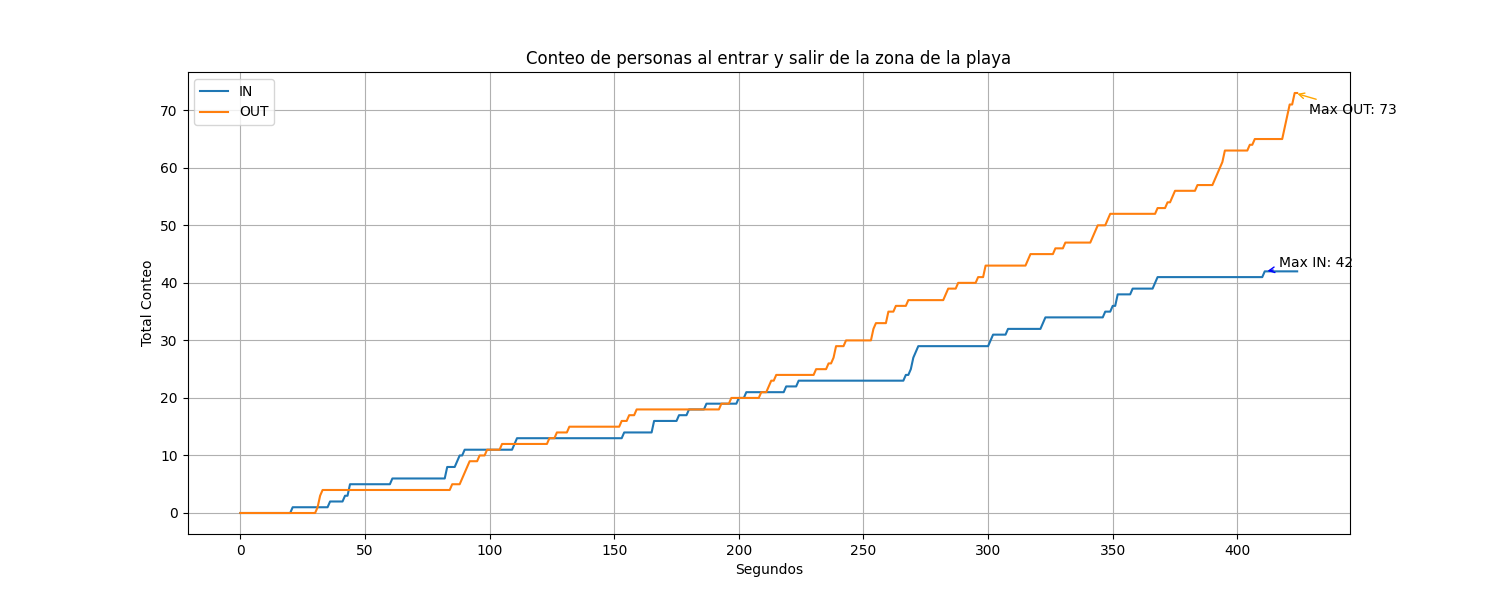 Conteo de personas al entrar y salir de la zona de la playa
IN
OUT
Max OUT: 73
Max IN: 42
Total Conteo
70
60
50
40
30
20
10
0
0 50 100 150 200 250 300 350 400
Segundos